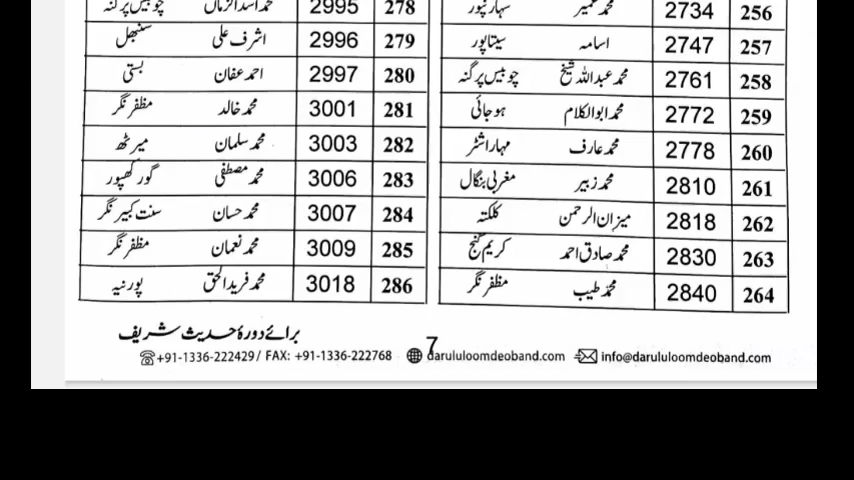 256 2734 محمد عمیر سہارنپور
257 2747 اسامہ سیتاپور
258 2761 محمد عبداللہ شیخ چوبیس پرگنہ
259 2772 محمد ابوالکلام ہوجائی
260 2778 محمد عارف مہاراشٹر
261 2810 محمد زبیر مغربی بنگال
262 2818 میزان الرحمن کلکتہ
263 2830 محمد صادق احمد کریم گنج
264 2840 محمد طیب مظفر نگر
278 2995 محمد اسد الزماں چوبیس پرگنہ
279 2996 اشرف علی سنبھل
280 2997 احمد عفان بستی
281 3001 محمد خالد مظفر نگر
282 3003 محمد سلمان میرٹھ
283 3006 محمد مصطفی گورکھپور
284 3007 محمد حسان سنت کبیر نگر
285 3009 محمد نعمان مظفر نگر
286 3018 محمد فرید الحق پورنیہ
برائے دورۂ حدیث شریف
7
+91-1336-222429/ FAX: +91-1336-222768 darululoomdeoband.com info@darululoomdeoband.com